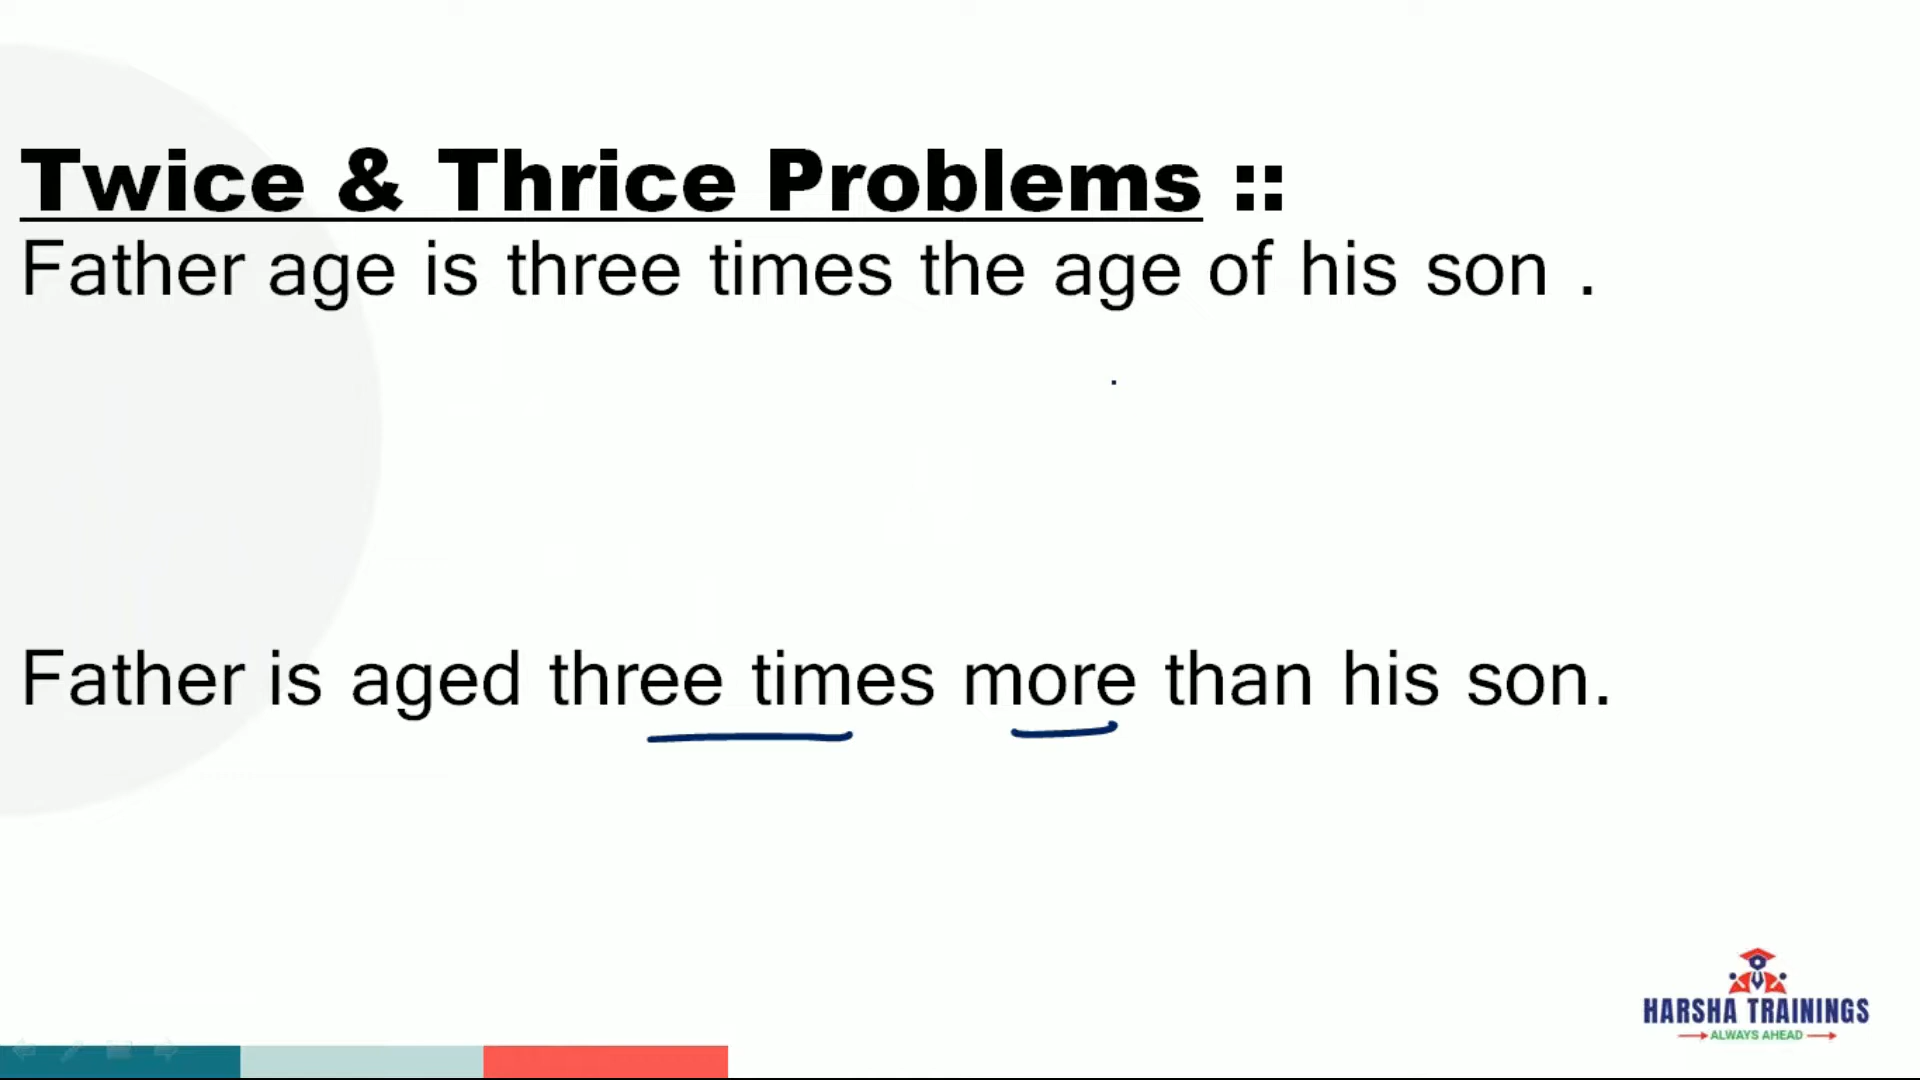 Twice & Thrice Problems ::
Father age is three times the age of his son .
Father is aged three times more than his son.
HARSHA TRAININGS
ALWAYS AHEAD